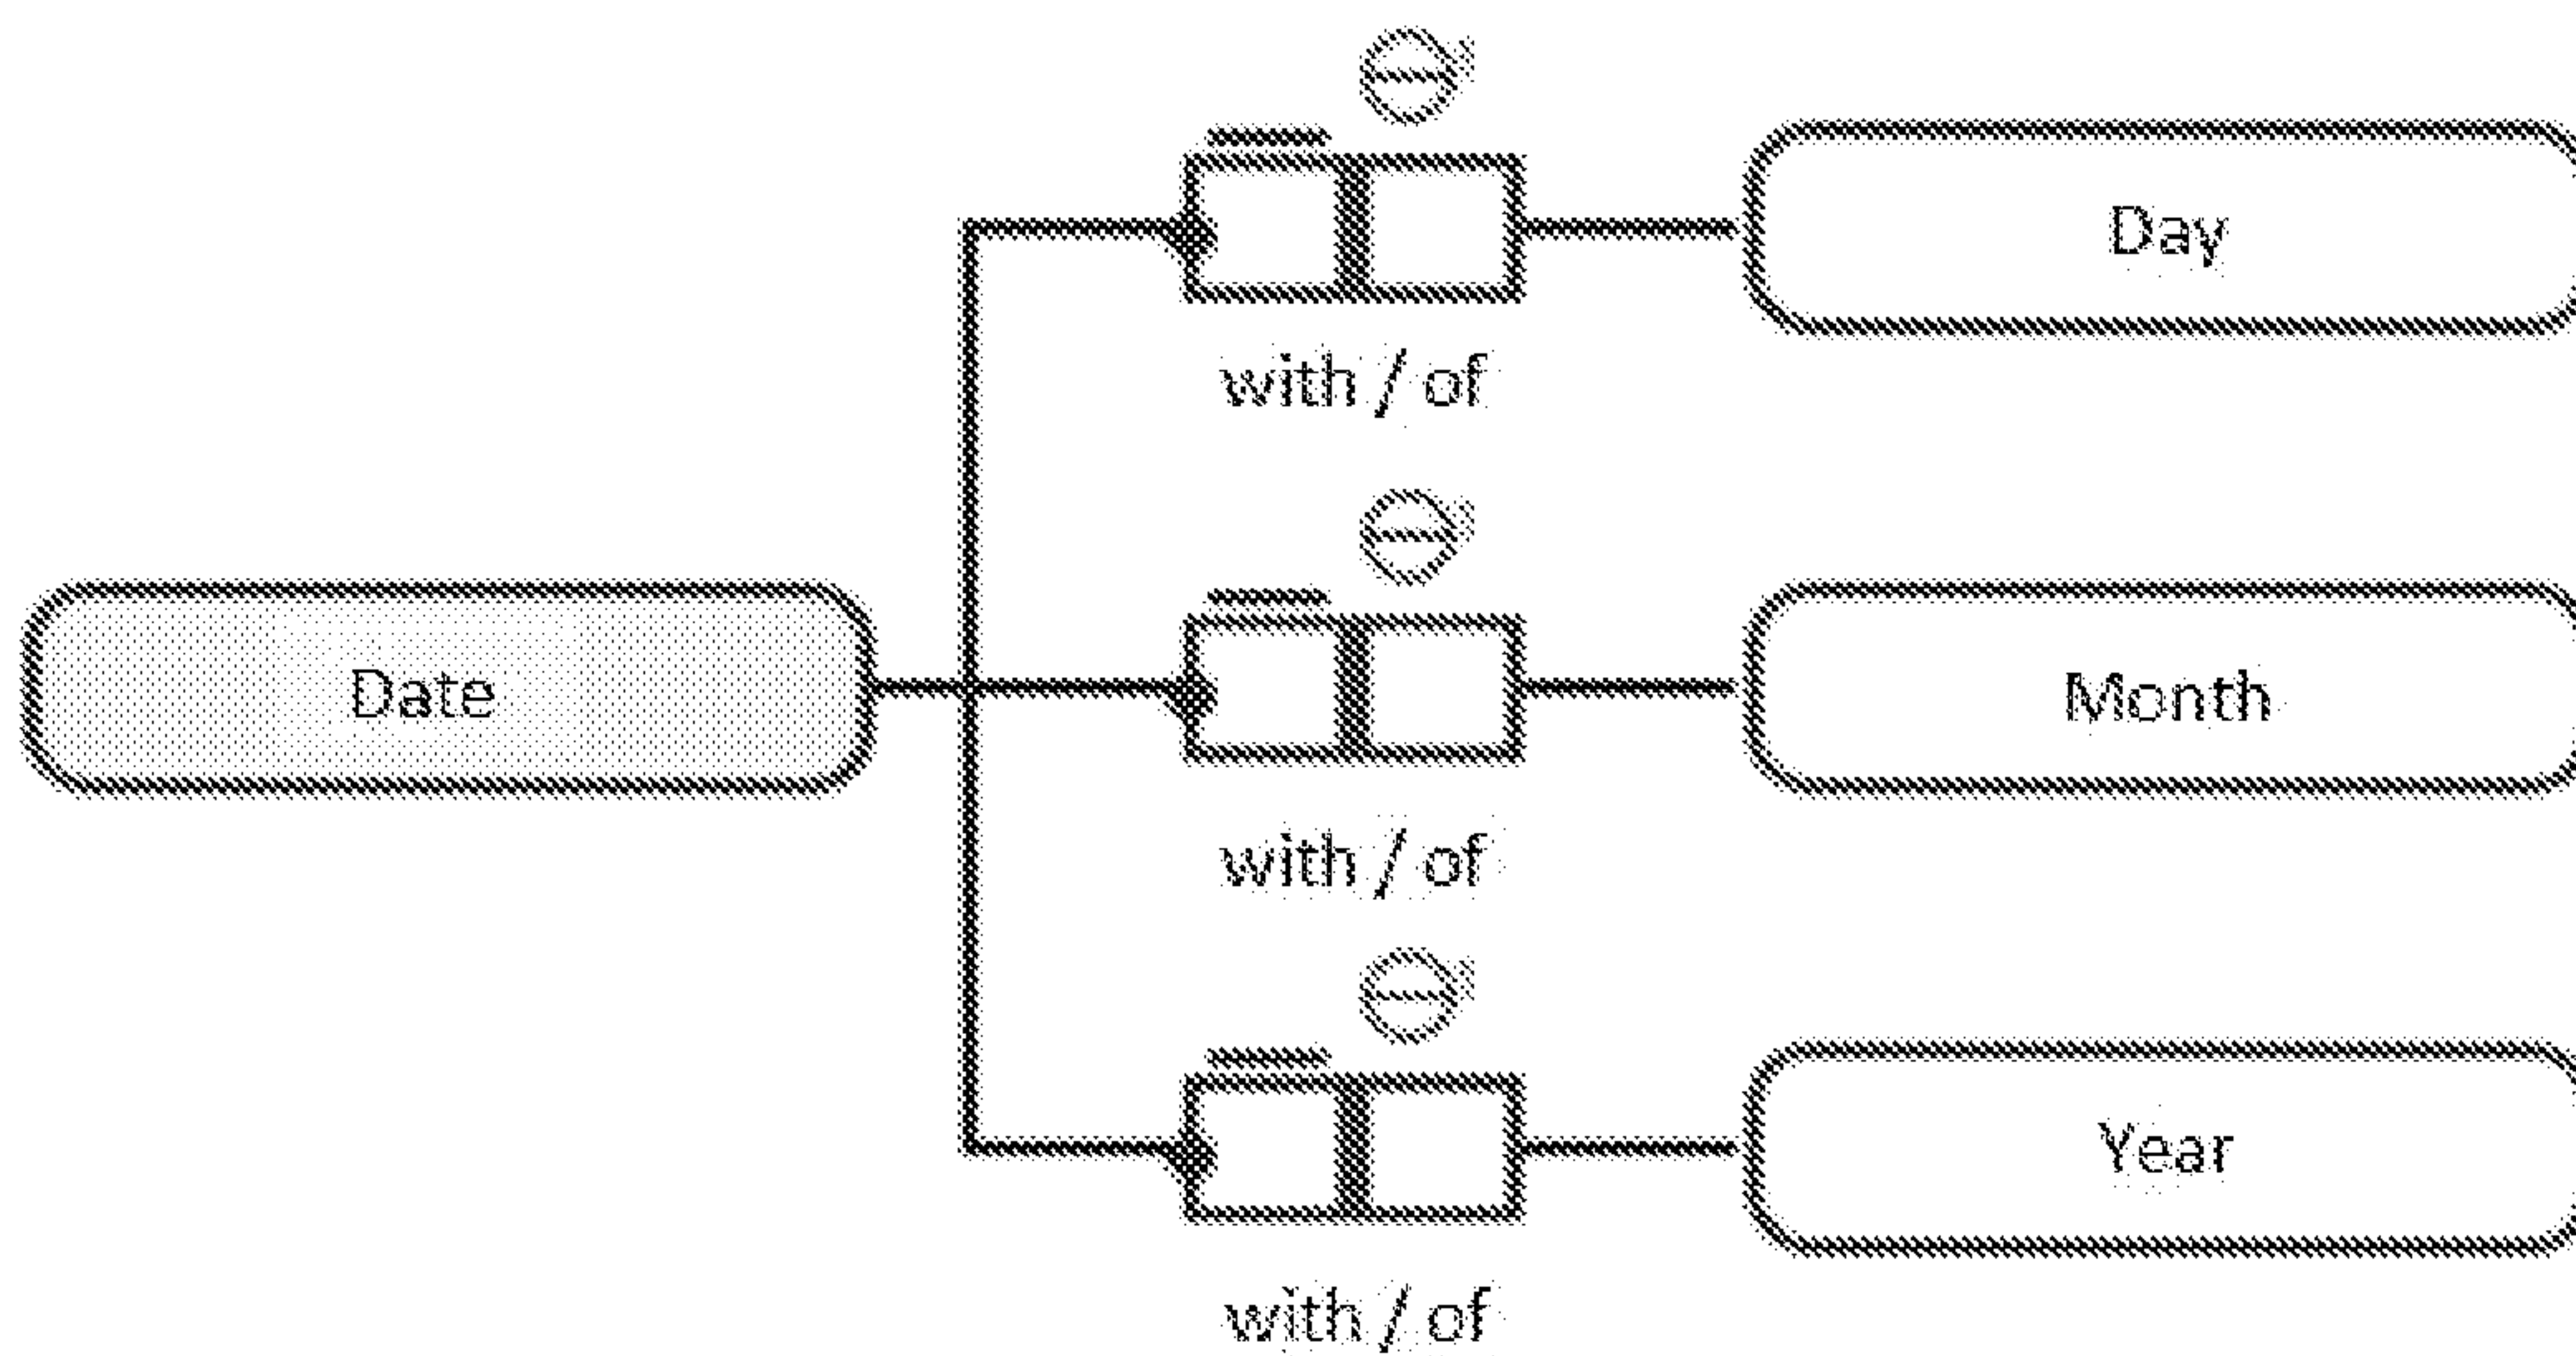 Day
with / of
Date
Month
with / of
Year
with / of